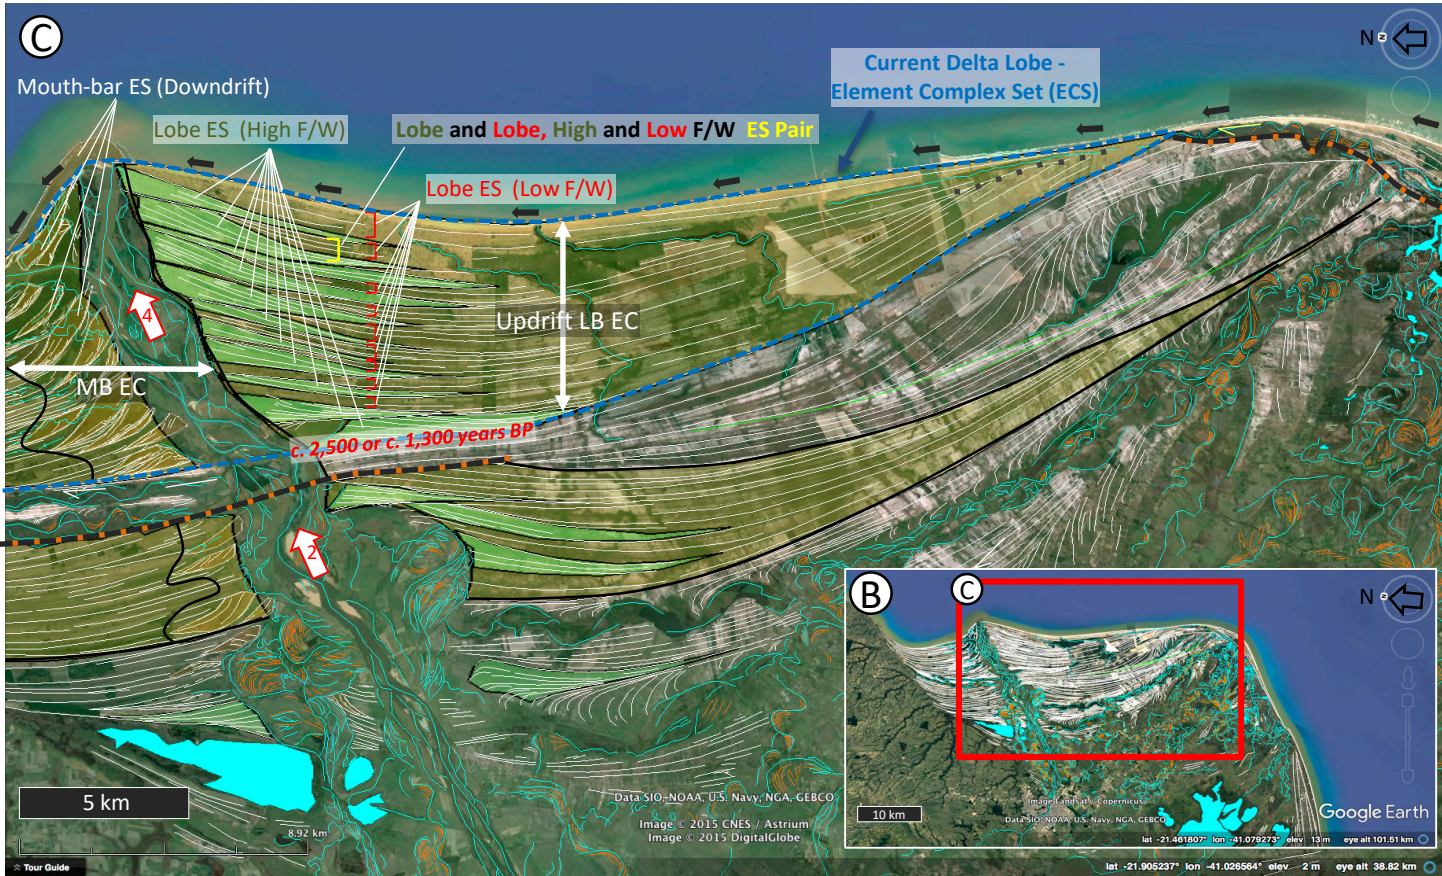 C
N
Mouth-bar ES (Downdrift)
Current Delta Lobe -
Element Complex Set (ECS)
Lobe ES (High F/W)
Lobe and Lobe, High and Low F/W ES Pair
Lobe ES (Low F/W)
4
Updrift LB EC
MB EC
c. 2,500 or c. 1,300 years BP
2
B
C
N
5 km
8.92 km
Data SIO, NOAA, U.S. Navy, NGA, GEBCO
Image © 2015 CNES / Astrium
Image © 2015 DigitalGlobe
10 km
Image Landsat / Copernicus
Data SIO, NOAA, U.S. Navy, NGA, GEBCO
Google Earth
lat -21.461807° lon -41.079273° elev 13 m eye alt 101.51 km
Tour Guide
lat -21.905237° lon -41.026564° elev 2 m eye alt 38.82 km